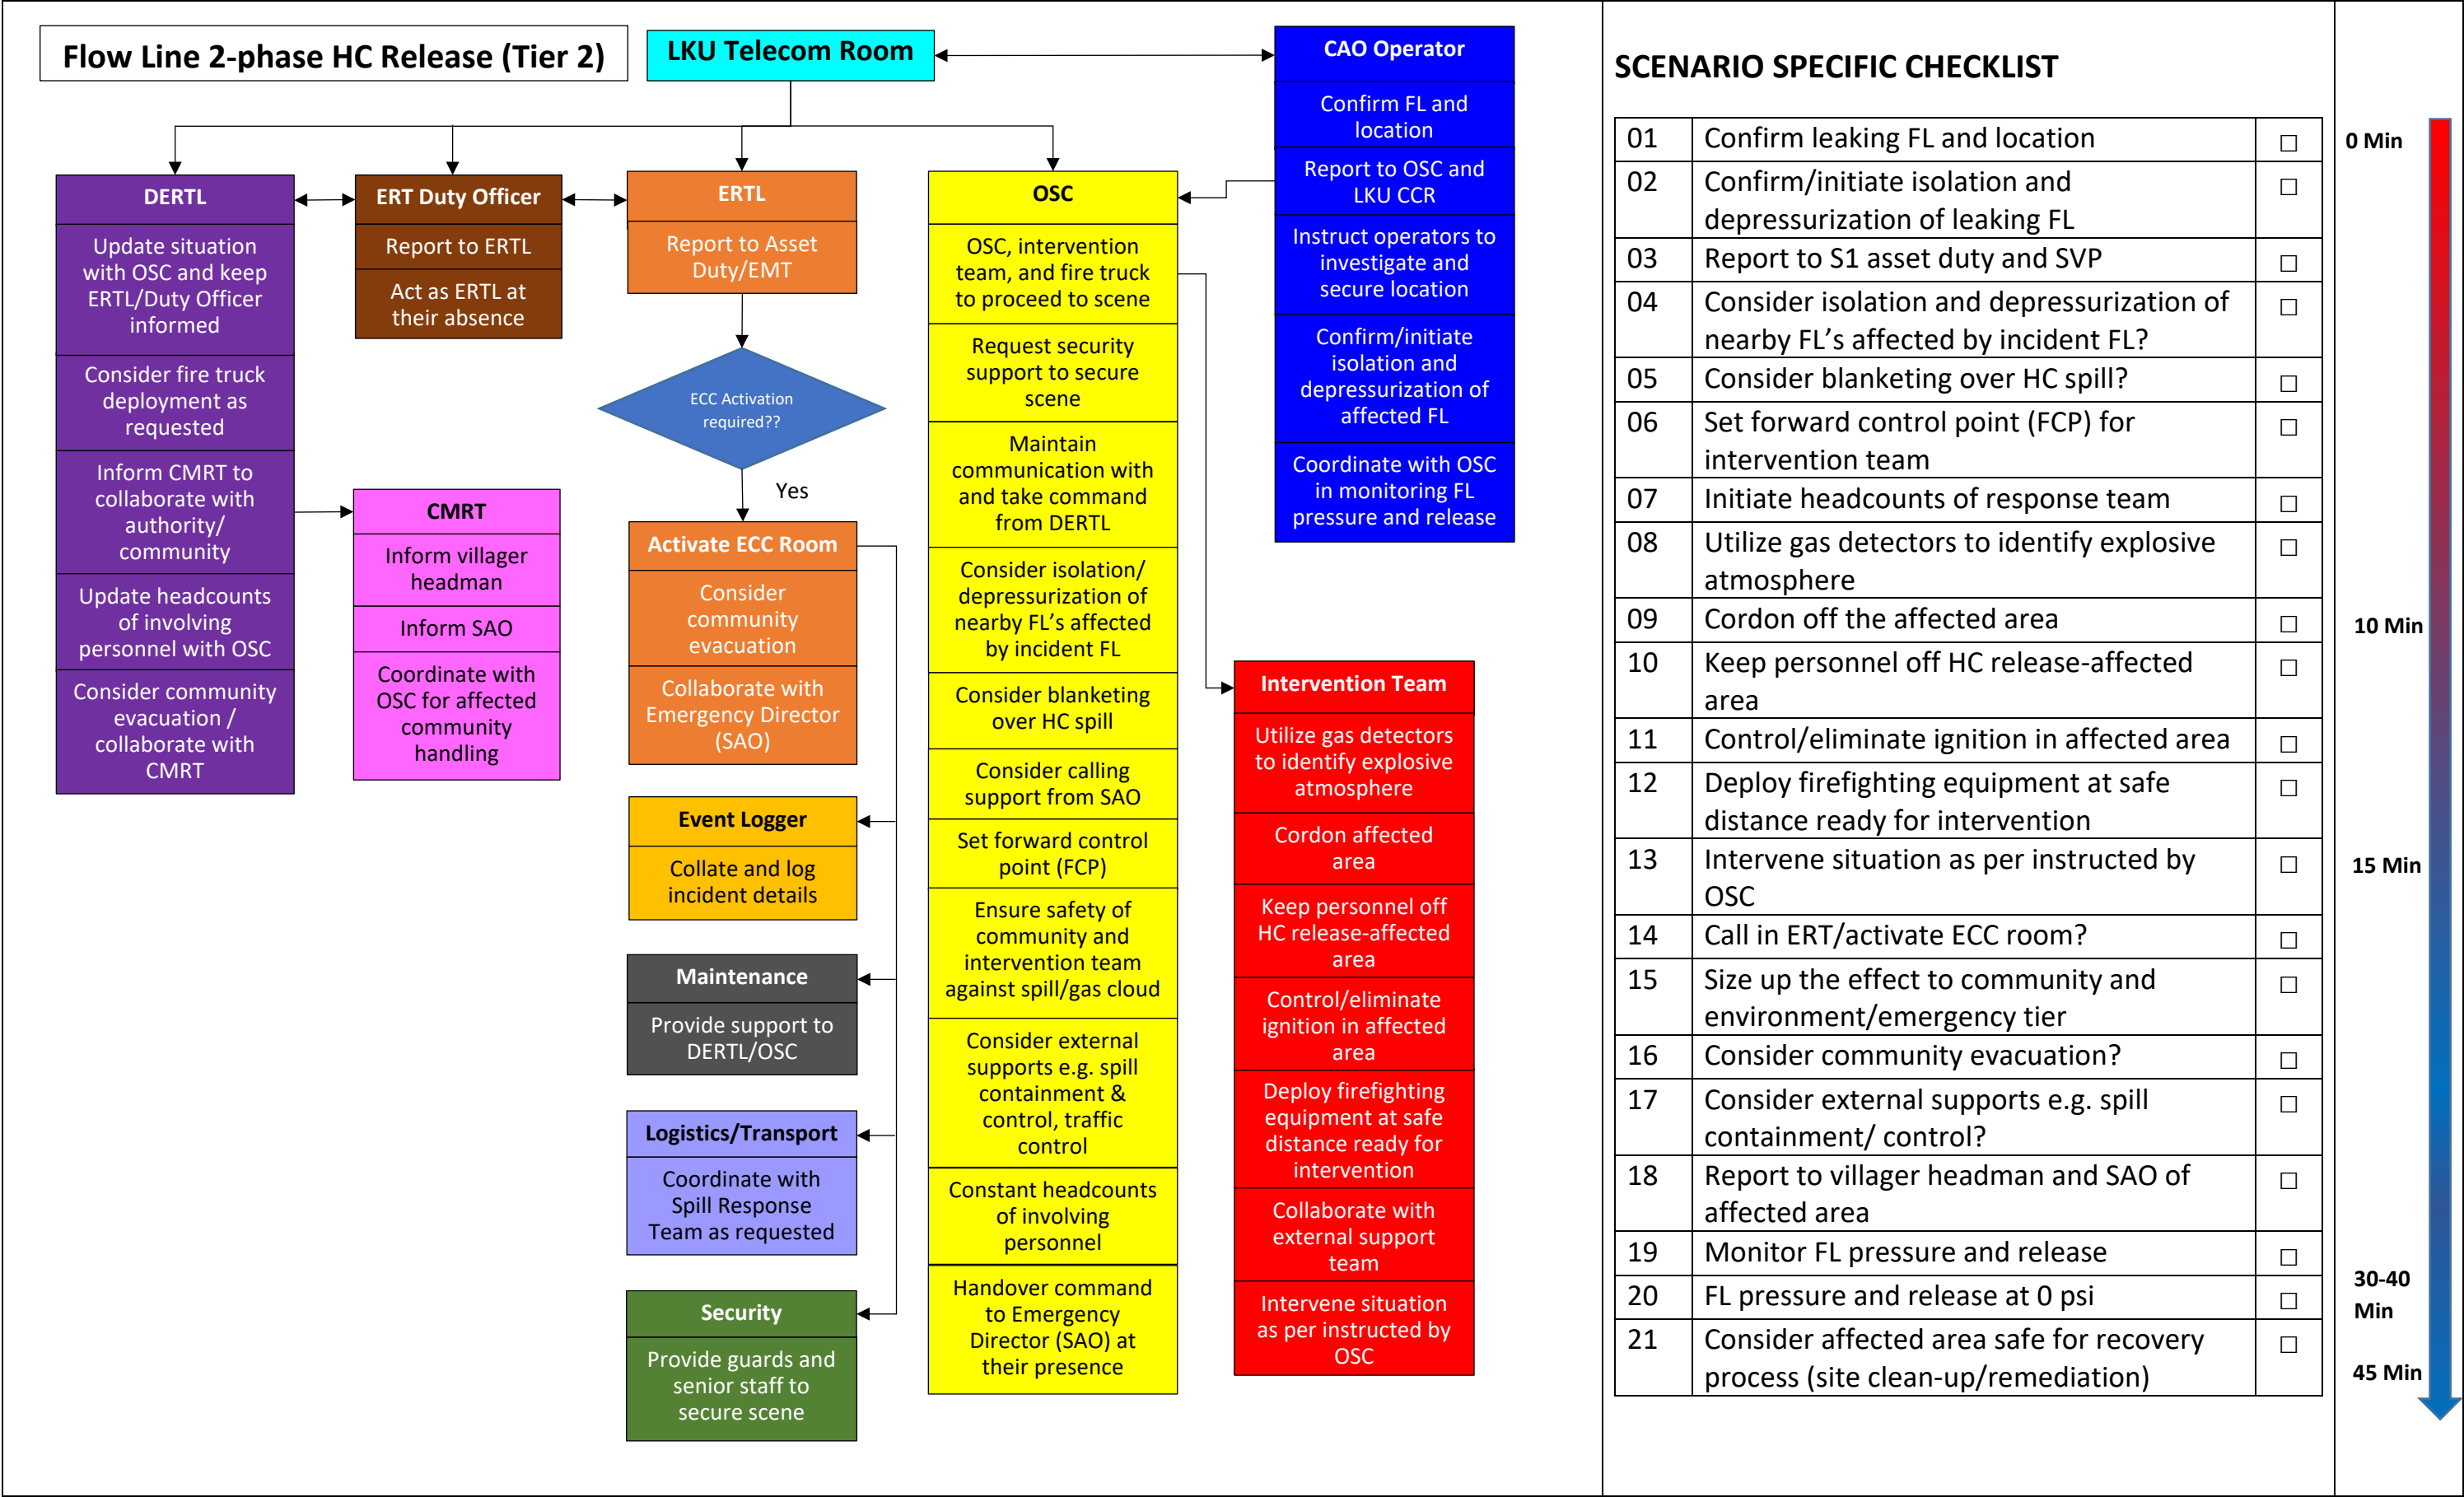 Flow Line 2-phase HC Release (Tier 2)
LKU Telecom Room
CAO Operator
Confirm FL and
location
Report to OSC and
LKU CCR
Instruct operators to
investigate and
secure location
Confirm/initiate
isolation and
depressurization of
affected FL
Coordinate with OSC
in monitoring FL
pressure and release
DERTL
Update situation
with OSC and keep
ERTL/Duty Officer
informed
Consider fire truck
deployment as
requested
Inform CMRT to
collaborate with
authority/
community
Update headcounts
of involving
personnel with OSC
Consider community
evacuation /
collaborate with
CMRT
ERT Duty Officer
Report to ERTL
Act as ERTL at
their absence
CMRT
Inform villager
headman
Inform SAO
Coordinate with
OSC for affected
community
handling
ERTL
Report to Asset
Duty/EMT
ECC Activation
required??
Yes
Activate ECC Room
Consider
community
evacuation
Collaborate with
Emergency Director
(SAO)
Event Logger
Collate and log
incident details
Maintenance
Provide support to
DERTL/OSC
Logistics/Transport
Coordinate with
Spill Response
Team as requested
Security
Provide guards and
senior staff to
secure scene
OSC
OSC, intervention
team, and fire truck
to proceed to scene
Request security
support to secure
scene
Maintain
communication with
and take command
from DERTL
Consider isolation/
depressurization of
nearby FL’s affected
by incident FL
Consider blanketing
over HC spill
Consider calling
support from SAO
Set forward control
point (FCP)
Ensure safety of
community and
intervention team
against spill/gas cloud
Consider external
supports e.g. spill
containment &
control, traffic
control
Constant headcounts
of involving
personnel
Handover command
to Emergency
Director (SAO) at
their presence
Intervention Team
Utilize gas detectors
to identify explosive
atmosphere
Cordon affected
area
Keep personnel off
HC release-affected
area
Control/eliminate
ignition in affected
area
Deploy firefighting
equipment at safe
distance ready for
intervention
Collaborate with
external support
team
Intervene situation
as per instructed by
OSC
SCENARIO SPECIFIC CHECKLIST
01 Confirm leaking FL and location ☐
02 Confirm/initiate isolation and ☐
depressurization of leaking FL
03 Report to S1 asset duty and SVP ☐
04 Consider isolation and depressurization of ☐
nearby FL’s affected by incident FL?
05 Consider blanketing over HC spill? ☐
06 Set forward control point (FCP) for ☐
intervention team
07 Initiate headcounts of response team ☐
08 Utilize gas detectors to identify explosive ☐
atmosphere
09 Cordon off the affected area ☐
10 Keep personnel off HC release-affected ☐
area
11 Control/eliminate ignition in affected area ☐
12 Deploy firefighting equipment at safe ☐
distance ready for intervention
13 Intervene situation as per instructed by ☐
OSC
14 Call in ERT/activate ECC room? ☐
15 Size up the effect to community and ☐
environment/emergency tier
16 Consider community evacuation? ☐
17 Consider external supports e.g. spill ☐
containment/ control?
18 Report to villager headman and SAO of ☐
affected area
19 Monitor FL pressure and release ☐
20 FL pressure and release at 0 psi ☐
21 Consider affected area safe for recovery ☐
process (site clean-up/remediation)
0 Min
10 Min
15 Min
30-40
Min
45 Min